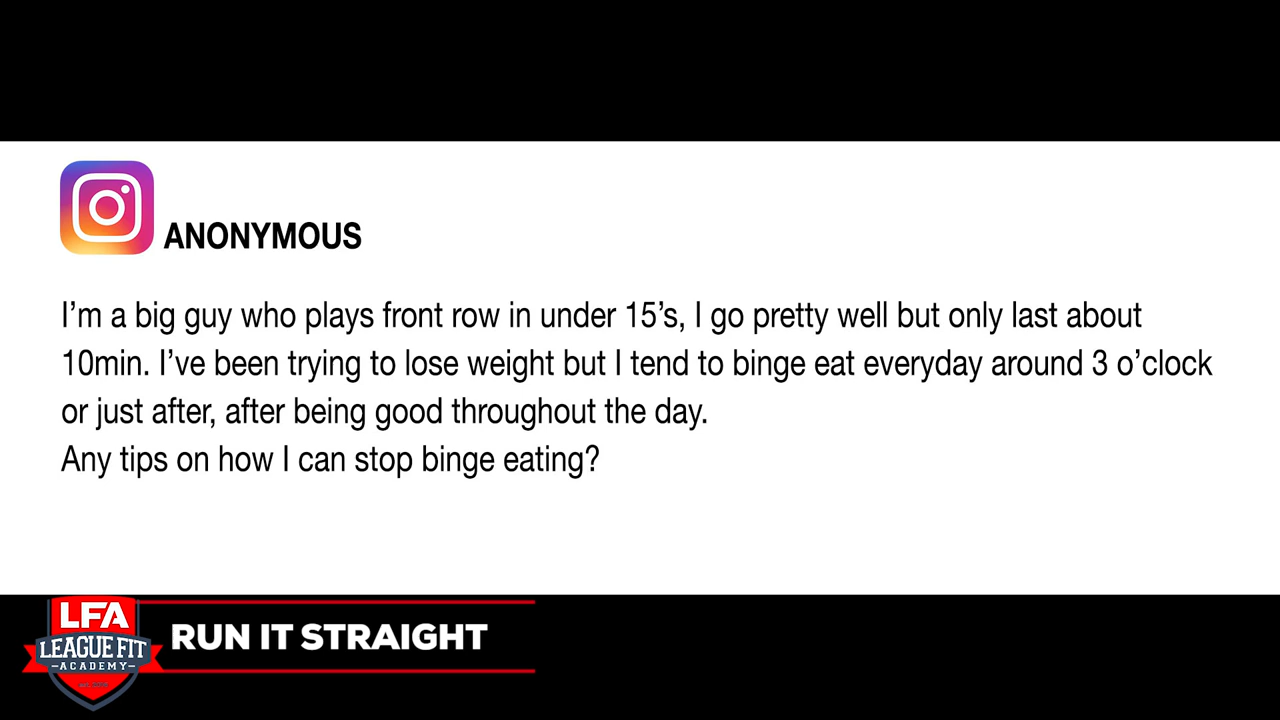 ANONYMOUS
I’m a big guy who plays front row in under 15’s, I go pretty well but only last about
10min. I’ve been trying to lose weight but I tend to binge eat everyday around 3 o’clock
or just after, after being good throughout the day.
Any tips on how I can stop binge eating?
LFA
LEAGUE FIT
ACADEMY
RUN IT STRAIGHT